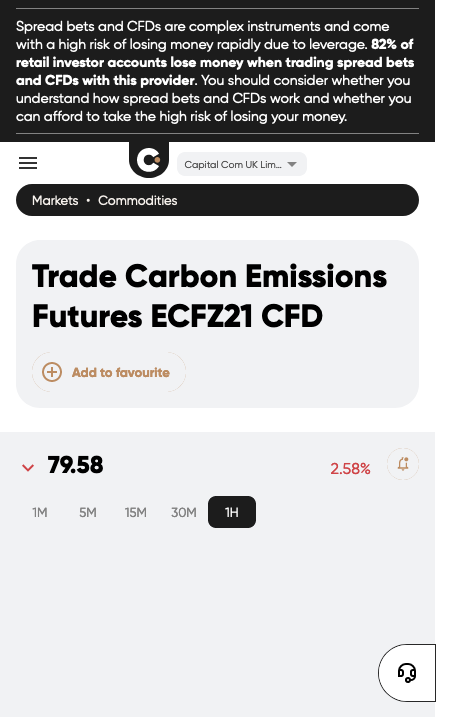 Spread bets and CFDs are complex instruments and come
with a high risk of losing money rapidly due to leverage. 82% of
retail investor accounts lose money when trading spread bets
and CFDs with this provider. You should consider whether you
understand how spread bets and CFDs work and whether you
can afford to take the high risk of losing your money.
Capital Com UK Lim...
Markets • Commodities
Trade Carbon Emissions
Futures ECFZ21 CFD
Add to favourite
79.58
2.58%
1M 5M 15M 30M 1H